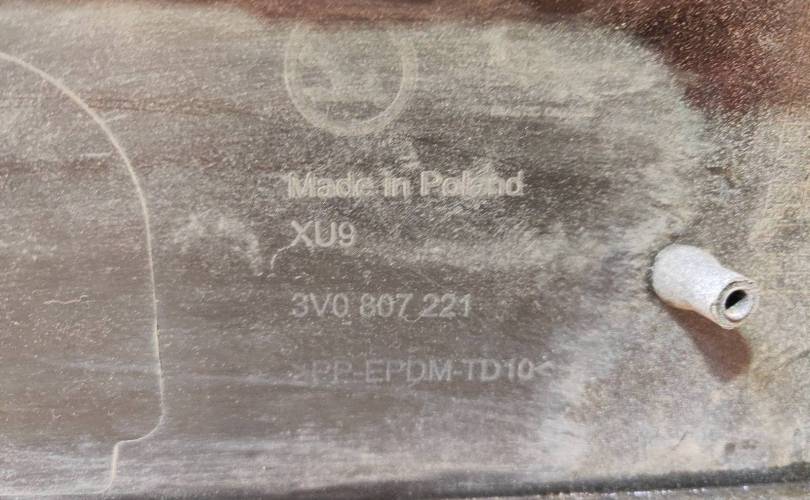 Made in Poland
XU9
3V0 807 221
>PP-EPDM-TD10<